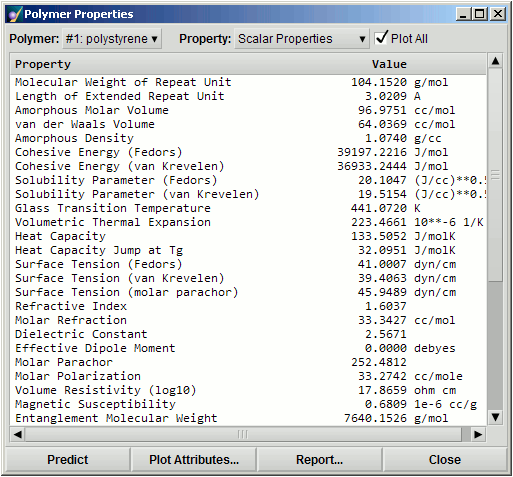 Polymer Properties
Polymer: #1: polystyrene Property: Scalar Properties Plot All
Property Value
Molecular Weight of Repeat Unit 104.1520 g/mol
Length of Extended Repeat Unit 3.0209 A
Amorphous Molar Volume 96.9751 cc/mol
van der Waals Volume 64.0369 cc/mol
Amorphous Density 1.0740 g/cc
Cohesive Energy (Fedors) 39197.2216 J/mol
Cohesive Energy (van Krevelen) 36933.2444 J/mol
Solubility Parameter (Fedors) 20.1047 (J/cc)**0.5
Solubility Parameter (van Krevelen) 19.5154 (J/cc)**0.5
Glass Transition Temperature 441.0720 K
Volumetric Thermal Expansion 223.4661 10**-6 1/K
Heat Capacity 133.5052 J/molK
Heat Capacity Jump at Tg 32.0951 J/molK
Surface Tension (Fedors) 41.0007 dyn/cm
Surface Tension (van Krevelen) 39.4063 dyn/cm
Surface Tension (molar parachor) 45.9489 dyn/cm
Refractive Index 1.6037
Molar Refraction 33.3427 cc/mol
Dielectric Constant 2.5671
Effective Dipole Moment 0.0000 debyes
Molar Parachor 252.4812
Molar Polarization 33.2742 cc/mole
Volume Resistivity (log10) 17.8659 ohm cm
Magnetic Susceptibility 0.6809 1e-6 cc/g
Entanglement Molecular Weight 7640.1526 g/mol
Predict Plot Attributes... Report... Close